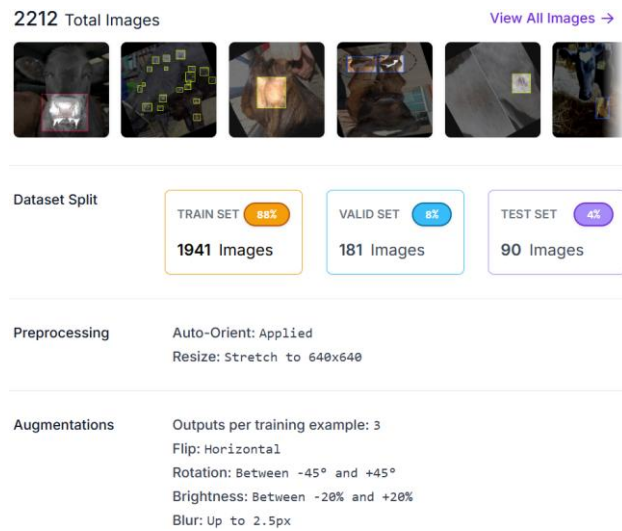 2212 Total Images
View All Images →
Dataset Split
TRAIN SET 88%
1941 Images
VALID SET 8%
181 Images
TEST SET 4%
90 Images
Preprocessing
Auto-Orient: Applied
Resize: Stretch to 640x640
Augmentations
Outputs per training example: 3
Flip: Horizontal
Rotation: Between -45° and +45°
Brightness: Between -20% and +20%
Blur: Up to 2.5px